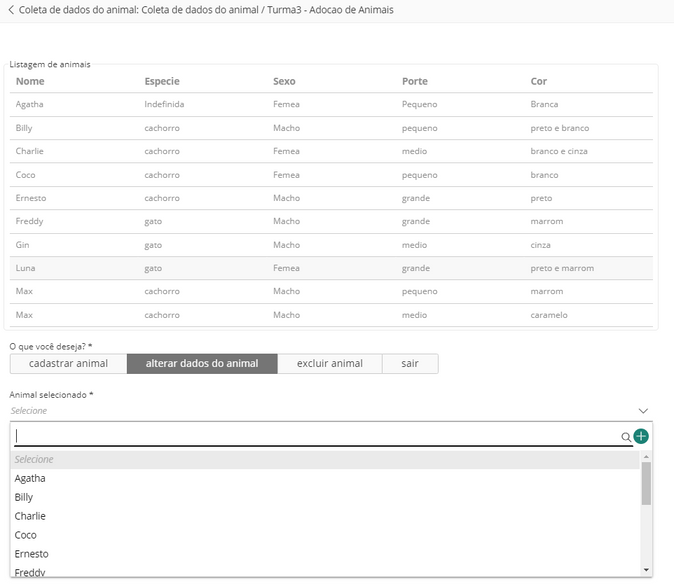 Coleta de dados do animal: Coleta de dados do animal / Turma3 - Adocao de Animais
Listagem de animais
Nome Especie Sexo Porte Cor
Agatha Indefinida Femea Pequeno Branca
Billy cachorro Macho pequeno preto e branco
Charlie cachorro Femea medio branco e cinza
Coco cachorro Femea pequeno branco
Ernesto cachorro Macho grande preto
Freddy gato Macho grande marrom
Gin gato Macho medio cinza
Luna gato Femea grande preto e marrom
Max cachorro Macho pequeno marrom
Max cachorro Macho medio caramelo
O que você deseja? *
cadastrar animal alterar dados do animal excluir animal sair
Animal selecionado *
Selecione
Selecione
Agatha
Billy
Charlie
Coco
Ernesto
Freddy